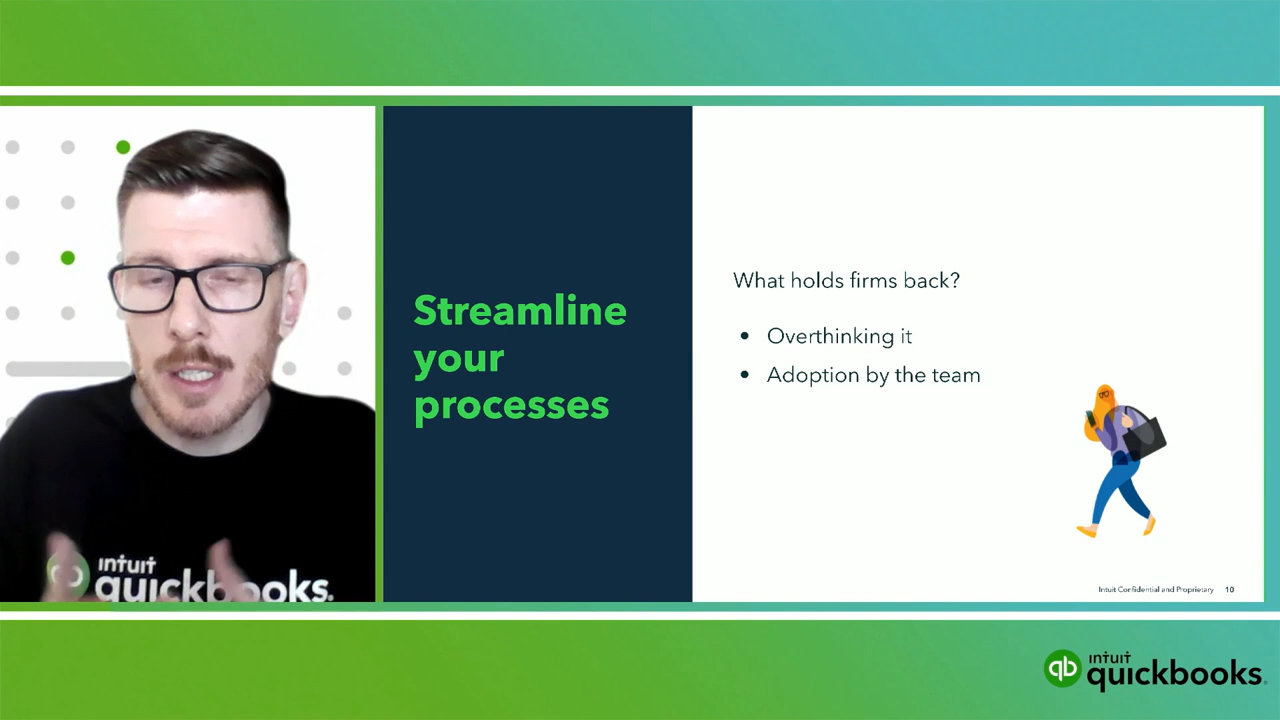 intuit
quickbooks.
Streamline
your
processes
What holds firms back?
• Overthinking it
• Adoption by the team
Intuit Confidential and Proprietary 10
qb intuit
quickbooks.